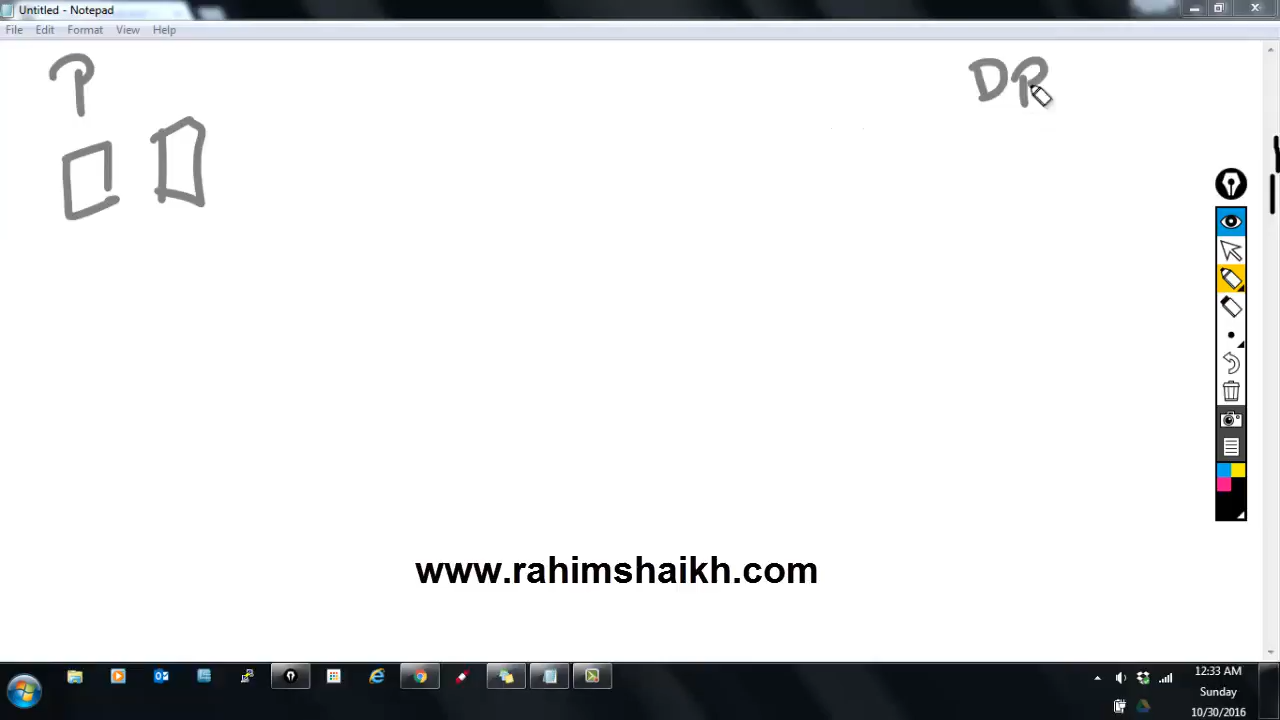 Untitled - Notepad
File Edit Format View Help
P
DR
www.rahimshaikh.com
12:33 AM
Sunday
10/30/2016